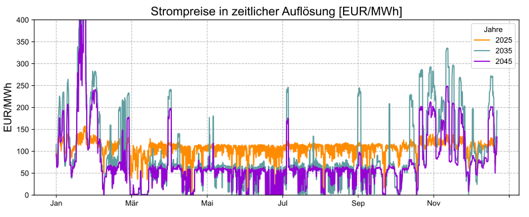 Strompreise in zeitlicher Auflösung [EUR/MWh]
EUR/MWh
400
350
300
250
200
150
100
50
0
Jan
Mär
Mai
Jul
Sep
Nov
Jahre
2025
2035
2045